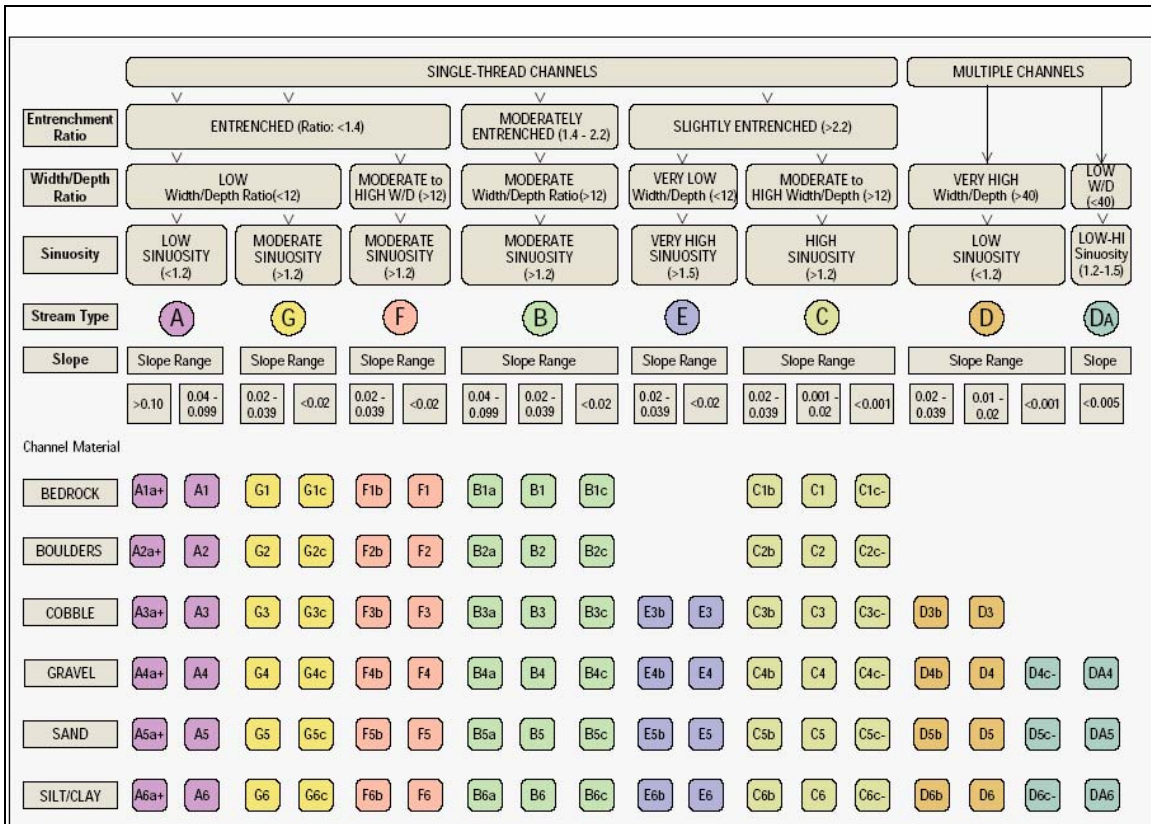 SINGLE-THREAD CHANNELS MULTIPLE CHANNELS
Entrenchment
Ratio
ENTRENCHED (Ratio: <1.4)
MODERATELY
ENTRENCHED (1.4 - 2.2)
SLIGHTLY ENTRENCHED (>2.2)
Width/Depth
Ratio
LOW
Width/Depth Ratio(<12)
MODERATE to
HIGH W/D (>12)
MODERATE
Width/Depth Ratio(>12)
VERY LOW
Width/Depth (<12)
MODERATE to
HIGH Width/Depth (>12)
VERY HIGH
Width/Depth (>40)
LOW
W/D
(<40)
Sinuosity
LOW
SINUOSITY
(<1.2)
MODERATE
SINUOSITY
(>1.2)
MODERATE
SINUOSITY
(>1.2)
MODERATE
SINUOSITY
(>1.2)
VERY HIGH
SINUOSITY
(>1.5)
HIGH
SINUOSITY
(>1.2)
LOW
SINUOSITY
(<1.2)
LOW-HI
Sinuosity
(1.2-1.5)
Stream Type A G F B E C D DA
Slope Slope Range Slope Range Slope Range Slope Range Slope Range Slope Range Slope Range Slope
>0.10
0.04 -
0.099
0.02 -
0.039
<0.02
0.02 -
0.039
<0.02
0.04 -
0.099
0.02 -
0.039
<0.02
0.02 -
0.039
<0.02
0.02 -
0.039
0.001 -
0.02
<0.001
0.02 -
0.039
0.01 -
0.02
<0.001
<0.005
Channel Material
BEDROCK A1a+ A1 G1 G1c F1b F1 B1a B1 B1c C1b C1 C1c-
BOULDERS A2a+ A2 G2 G2c F2b F2 B2a B2 B2c C2b C2 C2c-
COBBLE A3a+ A3 G3 G3c F3b F3 B3a B3 B3c E3b E3 C3b C3 C3c- D3b D3
GRAVEL A4a+ A4 G4 G4c F4b F4 B4a B4 B4c E4b E4 C4b C4 C4c- D4b D4 D4c- DA4
SAND A5a+ A5 G5 G5c F5b F5 B5a B5 B5c E5b E5 C5b C5 C5c- D5b D5 D5c- DA5
SILT/CLAY A6a+ A6 G6 G6c F6b F6 B6a B6 B6c E6b E6 C6b C6 C6c- D6b D6 D6c- DA6